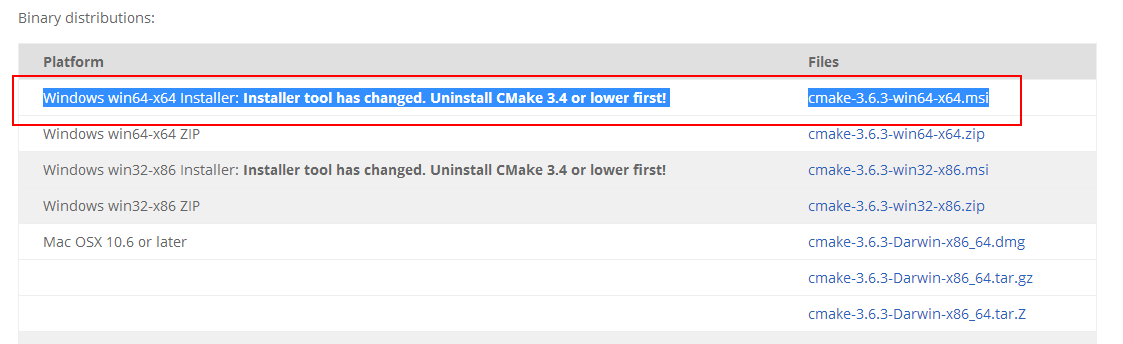 Binary distributions:
Platform Files
Windows win64-x64 Installer: Installer tool has changed. Uninstall CMake 3.4 or lower first! cmake-3.6.3-win64-x64.msi
Windows win64-x64 ZIP cmake-3.6.3-win64-x64.zip
Windows win32-x86 Installer: Installer tool has changed. Uninstall CMake 3.4 or lower first! cmake-3.6.3-win32-x86.msi
Windows win32-x86 ZIP cmake-3.6.3-win32-x86.zip
Mac OSX 10.6 or later cmake-3.6.3-Darwin-x86_64.dmg
cmake-3.6.3-Darwin-x86_64.tar.gz
cmake-3.6.3-Darwin-x86_64.tar.Z